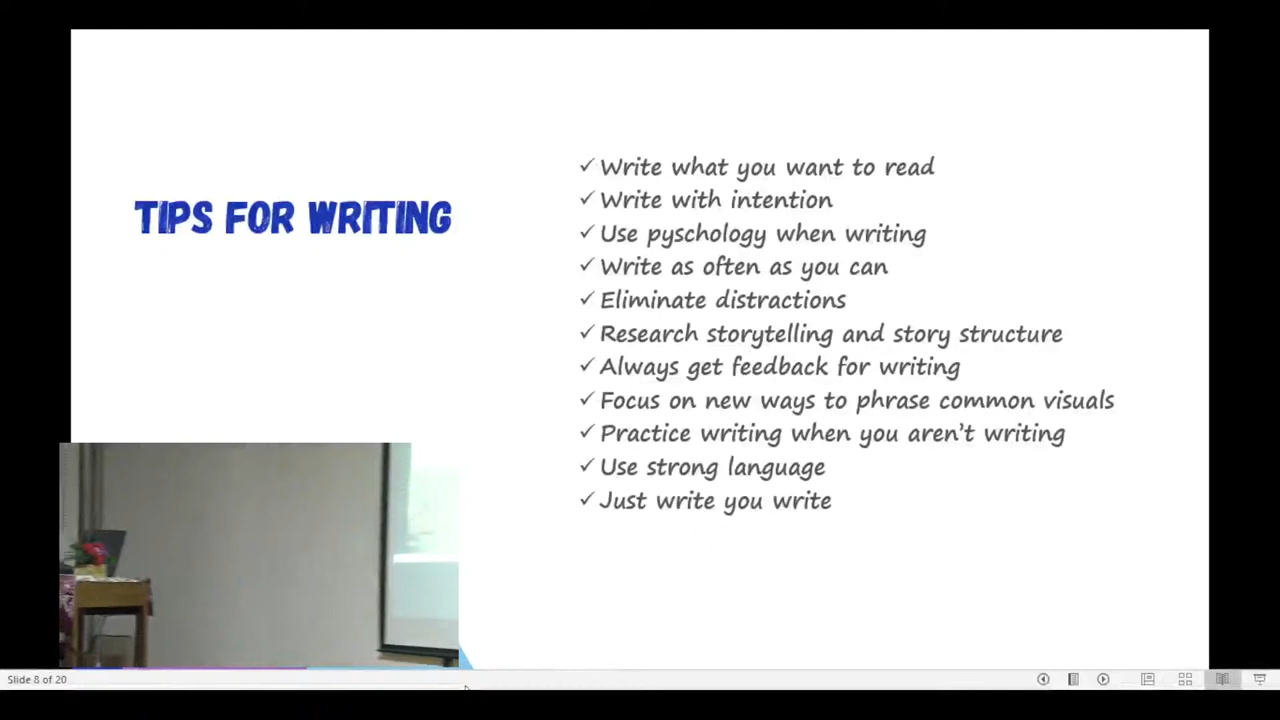 TIPS FOR WRITING
✓ Write what you want to read
✓ Write with intention
✓ Use pyschology when writing
✓ Write as often as you can
✓ Eliminate distractions
✓ Research storytelling and story structure
✓ Always get feedback for writing
✓ Focus on new ways to phrase common visuals
✓ Practice writing when you aren't writing
✓ Use strong language
✓ Just write you write
Slide 8 of 20